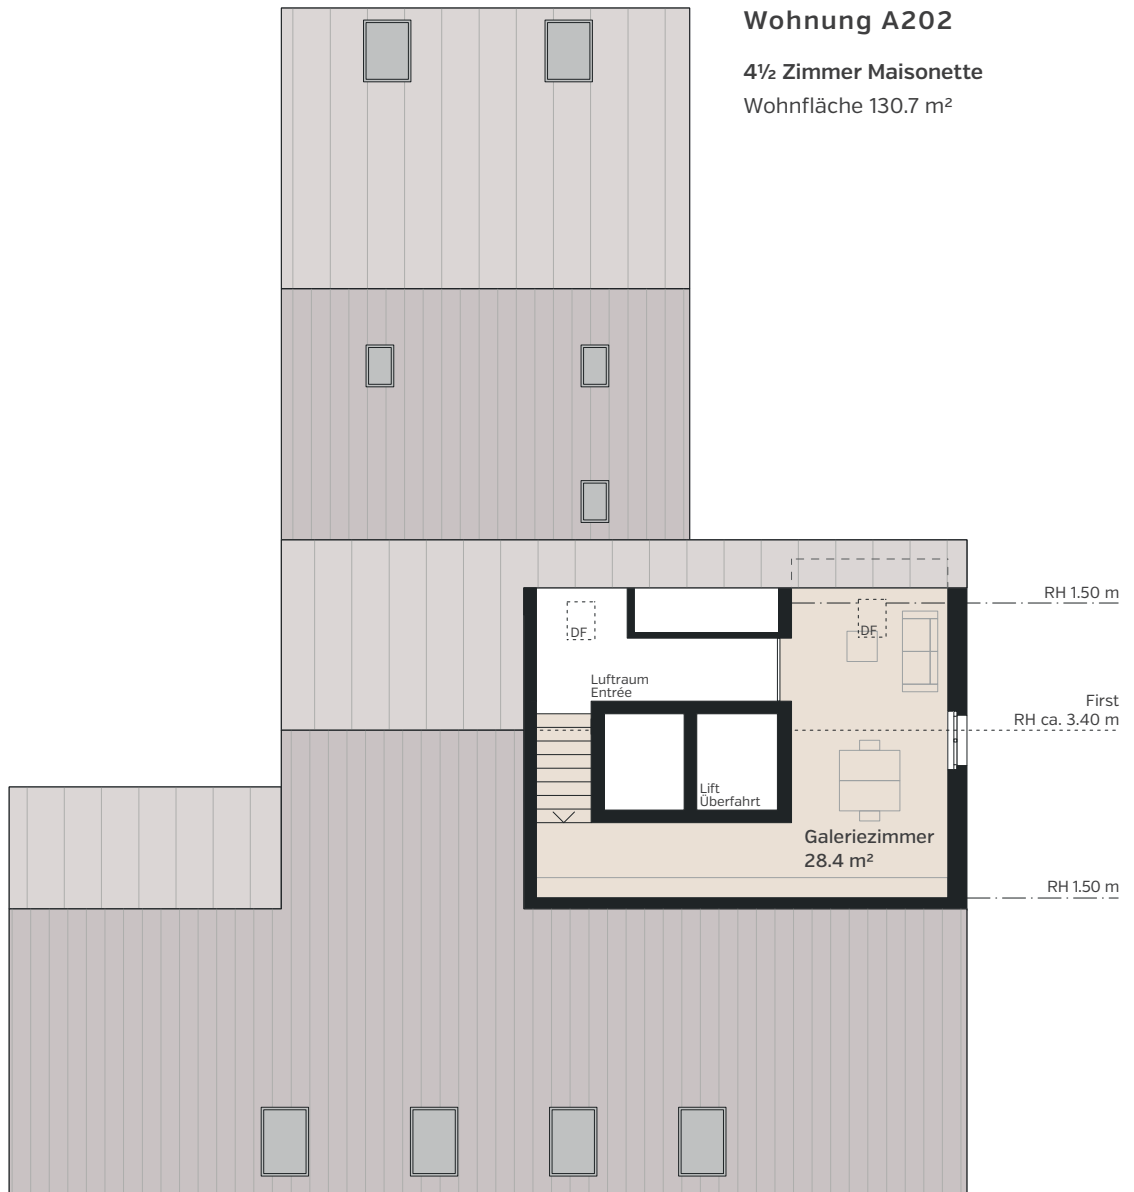 Wohnung A202
4½ Zimmer Maisonette
Wohnfläche 130.7 m²
RH 1.50 m
DF
DF
Luftraum
Entrée
First
RH ca. 3.40 m
Lift
Überfahrt
Galeriezimmer
28.4 m²
RH 1.50 m